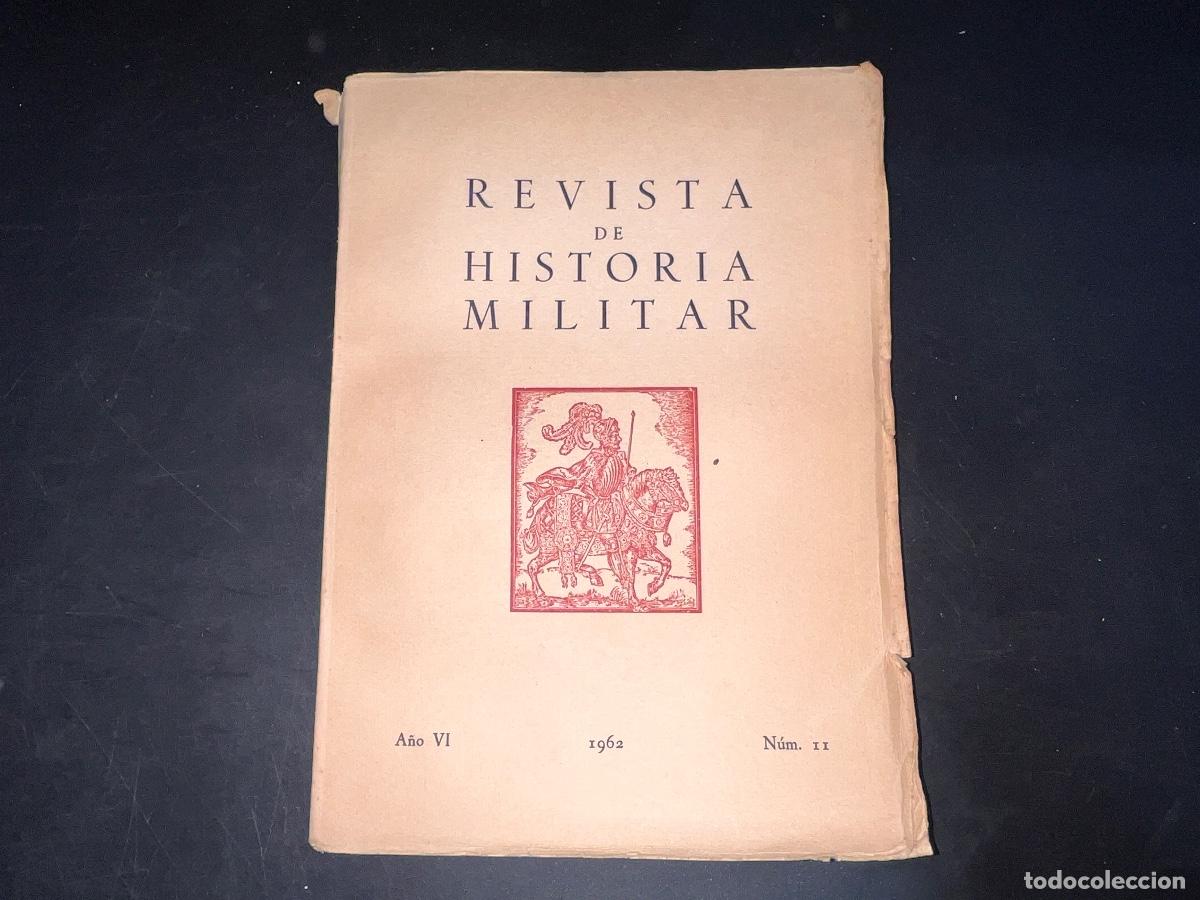 REVISTA
DE
HISTORIA
MILITAR
Año VI 1962 Núm. 11
todocoleccion